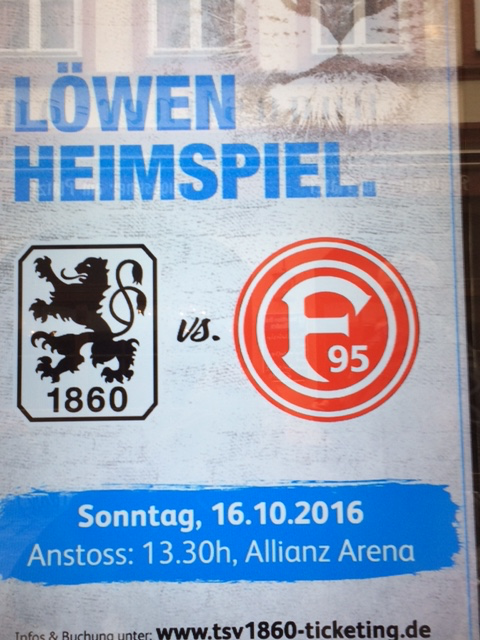 LÖWEN
HEIMSPIEL.
1860
vs.
F
95
Sonntag, 16.10.2016
Anstoss: 13.30h, Allianz Arena
Infos & Buchung unter: www.tsv1860-ticketing.de